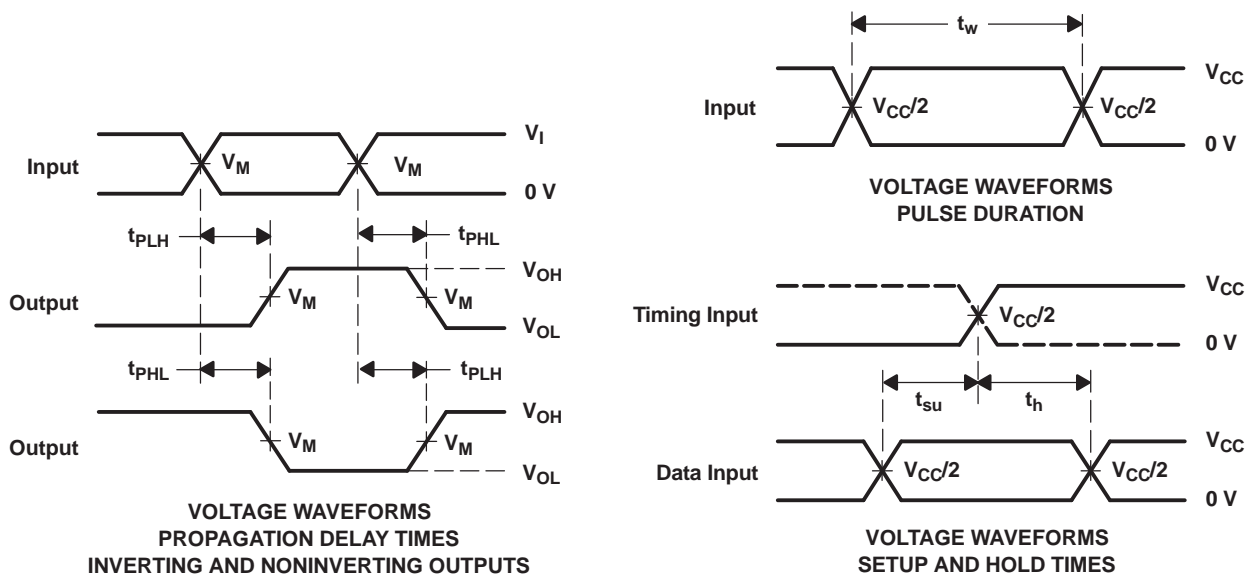 Input
V_M
V_M
V_I
0 V
t_PLH
t_PHL
Output
V_M
V_M
V_OH
V_OL
t_PHL
t_PLH
Output
V_M
V_M
V_OH
V_OL
VOLTAGE WAVEFORMS
PROPAGATION DELAY TIMES
INVERTING AND NONINVERTING OUTPUTS
t_w
Input
V_CC/2
V_CC/2
V_CC
0 V
VOLTAGE WAVEFORMS
PULSE DURATION
Timing Input
V_CC/2
V_CC
0 V
t_su
t_h
Data Input
V_CC/2
V_CC/2
V_CC
0 V
VOLTAGE WAVEFORMS
SETUP AND HOLD TIMES